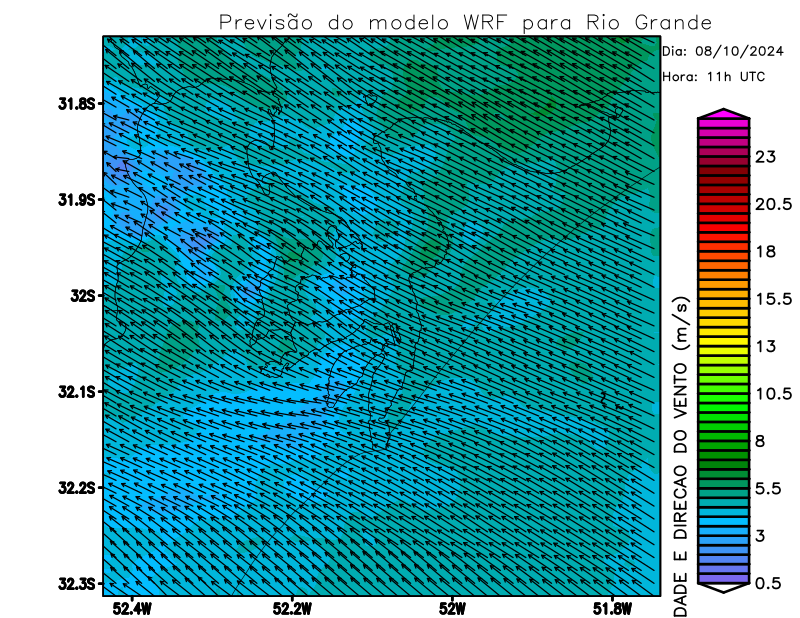 Previsão do modelo WRF para Rio Grande
Dia: 08/10/2024
Hora: 11h UTC
31.8S
31.9S
32S
32.1S
32.2S
32.3S
52.4W
52.2W
52W
51.8W
23
20.5
18
15.5
13
10.5
8
5.5
3
0.5
DADE E DIRECAO DO VENTO (m/s)